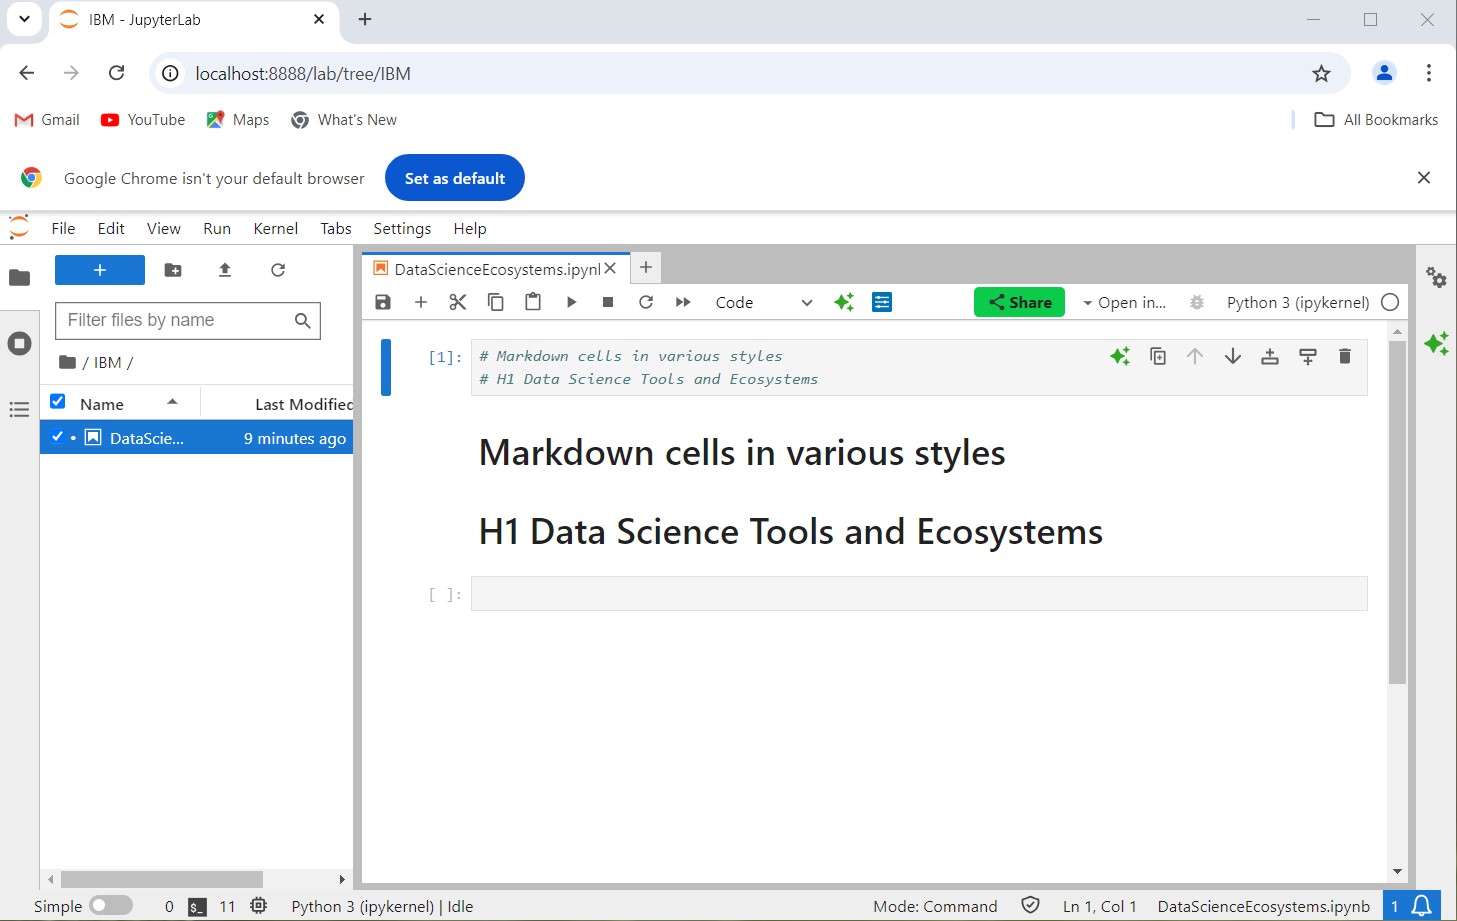 IBM - JupyterLab
localhost:8888/lab/tree/IBM
Gmail YouTube Maps What's New All Bookmarks
Google Chrome isn't your default browser Set as default
File Edit View Run Kernel Tabs Settings Help
DataScienceEcosystems.ipynl
Code Share Open in... Python 3 (ipykernel)
Filter files by name
/ IBM /
Name Last Modified
DataScie... 9 minutes ago
[1]: # Markdown cells in various styles
# H1 Data Science Tools and Ecosystems
Markdown cells in various styles
H1 Data Science Tools and Ecosystems
[ ]:
Simple 0 $_ 11 Python 3 (ipykernel) | Idle Mode: Command Ln 1, Col 1 DataScienceEcosystems.ipynb 1